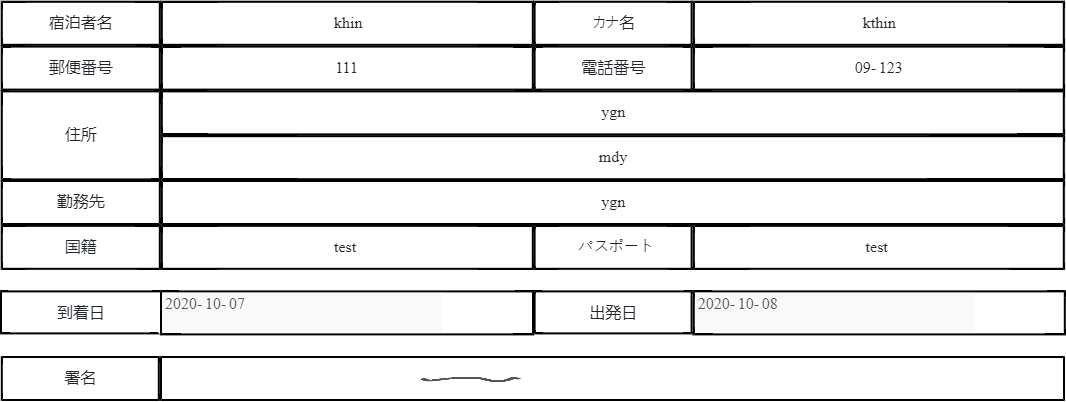 宿泊者名 khin カナ名 kthin
郵便番号 111 電話番号 09-123
住所 ygn
mdy
勤務先 ygn
国籍 test パスポート test
到着日 2020-10-07 出発日 2020-10-08
署名